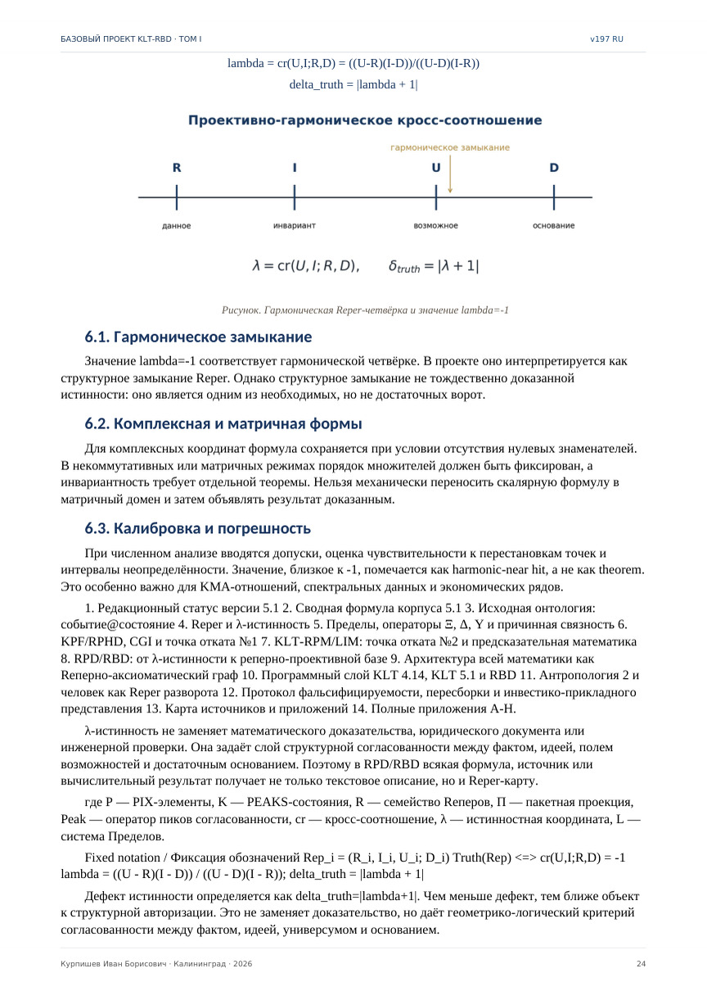 БАЗОВЫЙ ПРОЕКТ KLT-RBD · ТОМ I
v197 RU
lambda = cr(U,I;R,D) = ((U-R)(I-D))/((U-D)(I-R))
delta_truth = |lambda + 1|
Проективно-гармоническое кросс-соотношение
гармоническое замыкание
R I U D
данное инвариант возможное основание
λ = cr(U, I; R, D), δtruth = |λ + 1|
Рисунок. Гармоническая Reper-четвёрка и значение lambda=-1
6.1. Гармоническое замыкание
Значение lambda=-1 соответствует гармонической четвёрке. В проекте оно интерпретируется как
структурное замыкание Reper. Однако структурное замыкание не тождественно доказанной
истинности: оно является одним из необходимых, но не достаточных ворот.
6.2. Комплексная и матричная формы
Для комплексных координат формула сохраняется при условии отсутствия нулевых знаменателей.
В некоммутативных или матричных режимах порядок множителей должен быть фиксирован, а
инвариантность требует отдельной теоремы. Нельзя механически переносить скалярную формулу в
матричный домен и затем объявлять результат доказанным.
6.3. Калибровка и погрешность
При численном анализе вводятся допуски, оценка чувствительности к перестановкам точек и
интервалы неопределённости. Значение, близкое к -1, помечается как harmonic-near hit, а не как theorem.
Это особенно важно для KMA-отношений, спектральных данных и экономических рядов.
1. Редакционный статус версии 5.1 2. Сводная формула корпуса 5.1 3. Исходная онтология:
событие@состояние 4. Reper и λ-истинность 5. Пределы, операторы Ξ, Δ, Υ и причинная связность 6.
KPF/RPHD, CGI и точка отката №1 7. KLT-RPM/LIM: точка отката №2 и предсказательная математика
8. RPD/RBD: от λ-истинности к реперно-проективной базе 9. Архитектура всей математики как
Reперно-аксиоматический граф 10. Программный слой KLT 4.14, KLT 5.1 и RBD 11. Антропология 2 и
человек как Reper разворота 12. Протокол фальсифицируемости, пересборки и инвестико-прикладного
представления 13. Карта источников и приложений 14. Полные приложения A-H.
λ-истинность не заменяет математического доказательства, юридического документа или
инженерной проверки. Она задаёт слой структурной согласованности между фактом, идеей, полем
возможностей и достаточным основанием. Поэтому в RPD/RBD всякая формула, источник или
вычислительный результат получает не только текстовое описание, но и Reper-карту.
где P — PIX-элементы, K — PEAKS-состояния, R — семейство Reперов, Π — пакетная проекция,
Peak — оператор пиков согласованности, cr — кросс-соотношение, λ — истинностная координата, L —
система Пределов.
Fixed notation / Фиксация обозначений Rep_i = (R_i, I_i, U_i; D_i) Truth(Rep) <=> cr(U,I;R,D) = -1
lambda = ((U - R)(I - D)) / ((U - D)(I - R)); delta_truth = |lambda + 1|
Дефект истинности определяется как delta_truth=|lambda+1|. Чем меньше дефект, тем ближе объект
к структурной авторизации. Это не заменяет доказательство, но даёт геометрико-логический критерий
согласованности между фактом, идеей, универсумом и основанием.
Курпишев Иван Борисович · Калининград · 2026
24